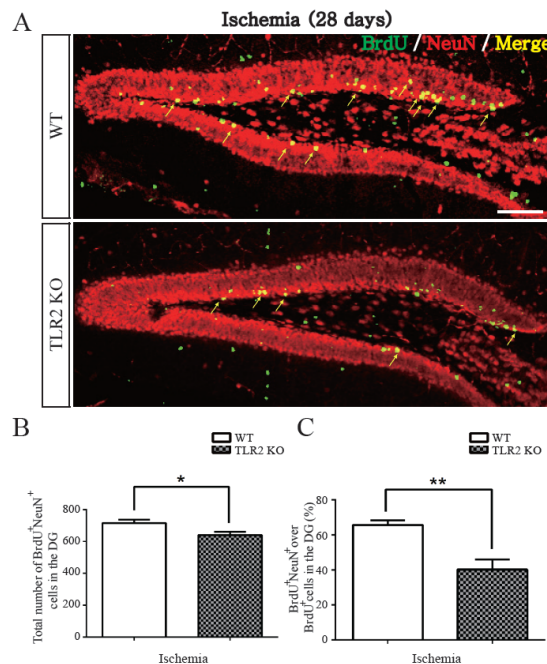 A
Ischemia (28 days)
BrdU / NeuN / Merge
WT
TLR2 KO
B
WT
TLR2 KO
Total number of BrdU+NeuN+
cells in the DG
800
600
400
200
0
*
Ischemia
C
WT
TLR2 KO
BrdU+NeuN+ over
BrdU+cells in the DG (%)
80
60
40
20
0
**
Ischemia